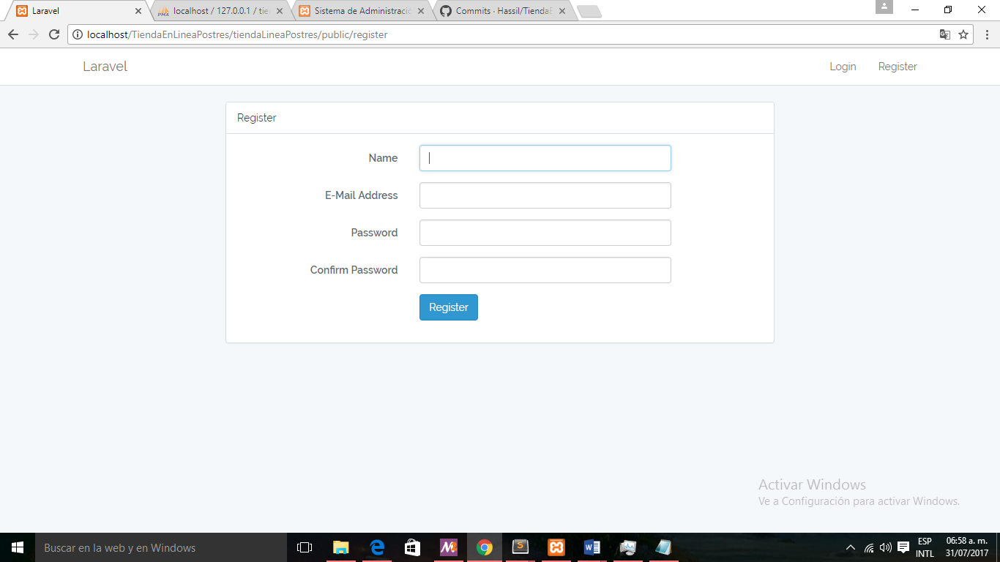 Laravel
localhost / 127.0.0.1 / tie
Sistema de Administració
Commits - Hassil/TiendaE
localhost/TiendaEnLineaPostres/tiendaLineaPostres/public/register
Laravel
Login
Register
Register
Name
E-Mail Address
Password
Confirm Password
Register
Activar Windows
Ve a Configuración para activar Windows.
Buscar en la web y en Windows
ESP
INTL
06:58 a. m.
31/07/2017